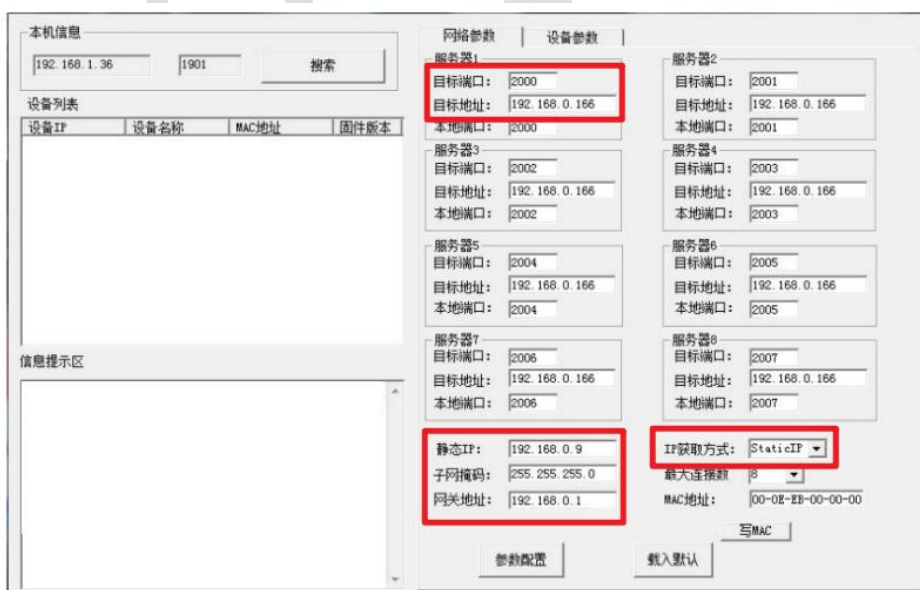 本机信息
192.168.1.36 1901 搜索
设备列表
设备IP 设备名称 MAC地址 固件版本
信息提示区
网络参数 设备参数
服务器1
目标端口: 2000
目标地址: 192.168.0.166
本地端口: 2000
服务器2
目标端口: 2001
目标地址: 192.168.0.166
本地端口: 2001
服务器3
目标端口: 2002
目标地址: 192.168.0.166
本地端口: 2002
服务器4
目标端口: 2003
目标地址: 192.168.0.166
本地端口: 2003
服务器5
目标端口: 2004
目标地址: 192.168.0.166
本地端口: 2004
服务器6
目标端口: 2005
目标地址: 192.168.0.166
本地端口: 2005
服务器7
目标端口: 2006
目标地址: 192.168.0.166
本地端口: 2006
服务器8
目标端口: 2007
目标地址: 192.168.0.166
本地端口: 2007
静态IP: 192.168.0.9
子网掩码: 255.255.255.0
网关地址: 192.168.0.1
IP获取方式: StaticIP
最大连接数 8
MAC地址: 00-0E-EB-00-00-00
写MAC
参数配置 载入默认